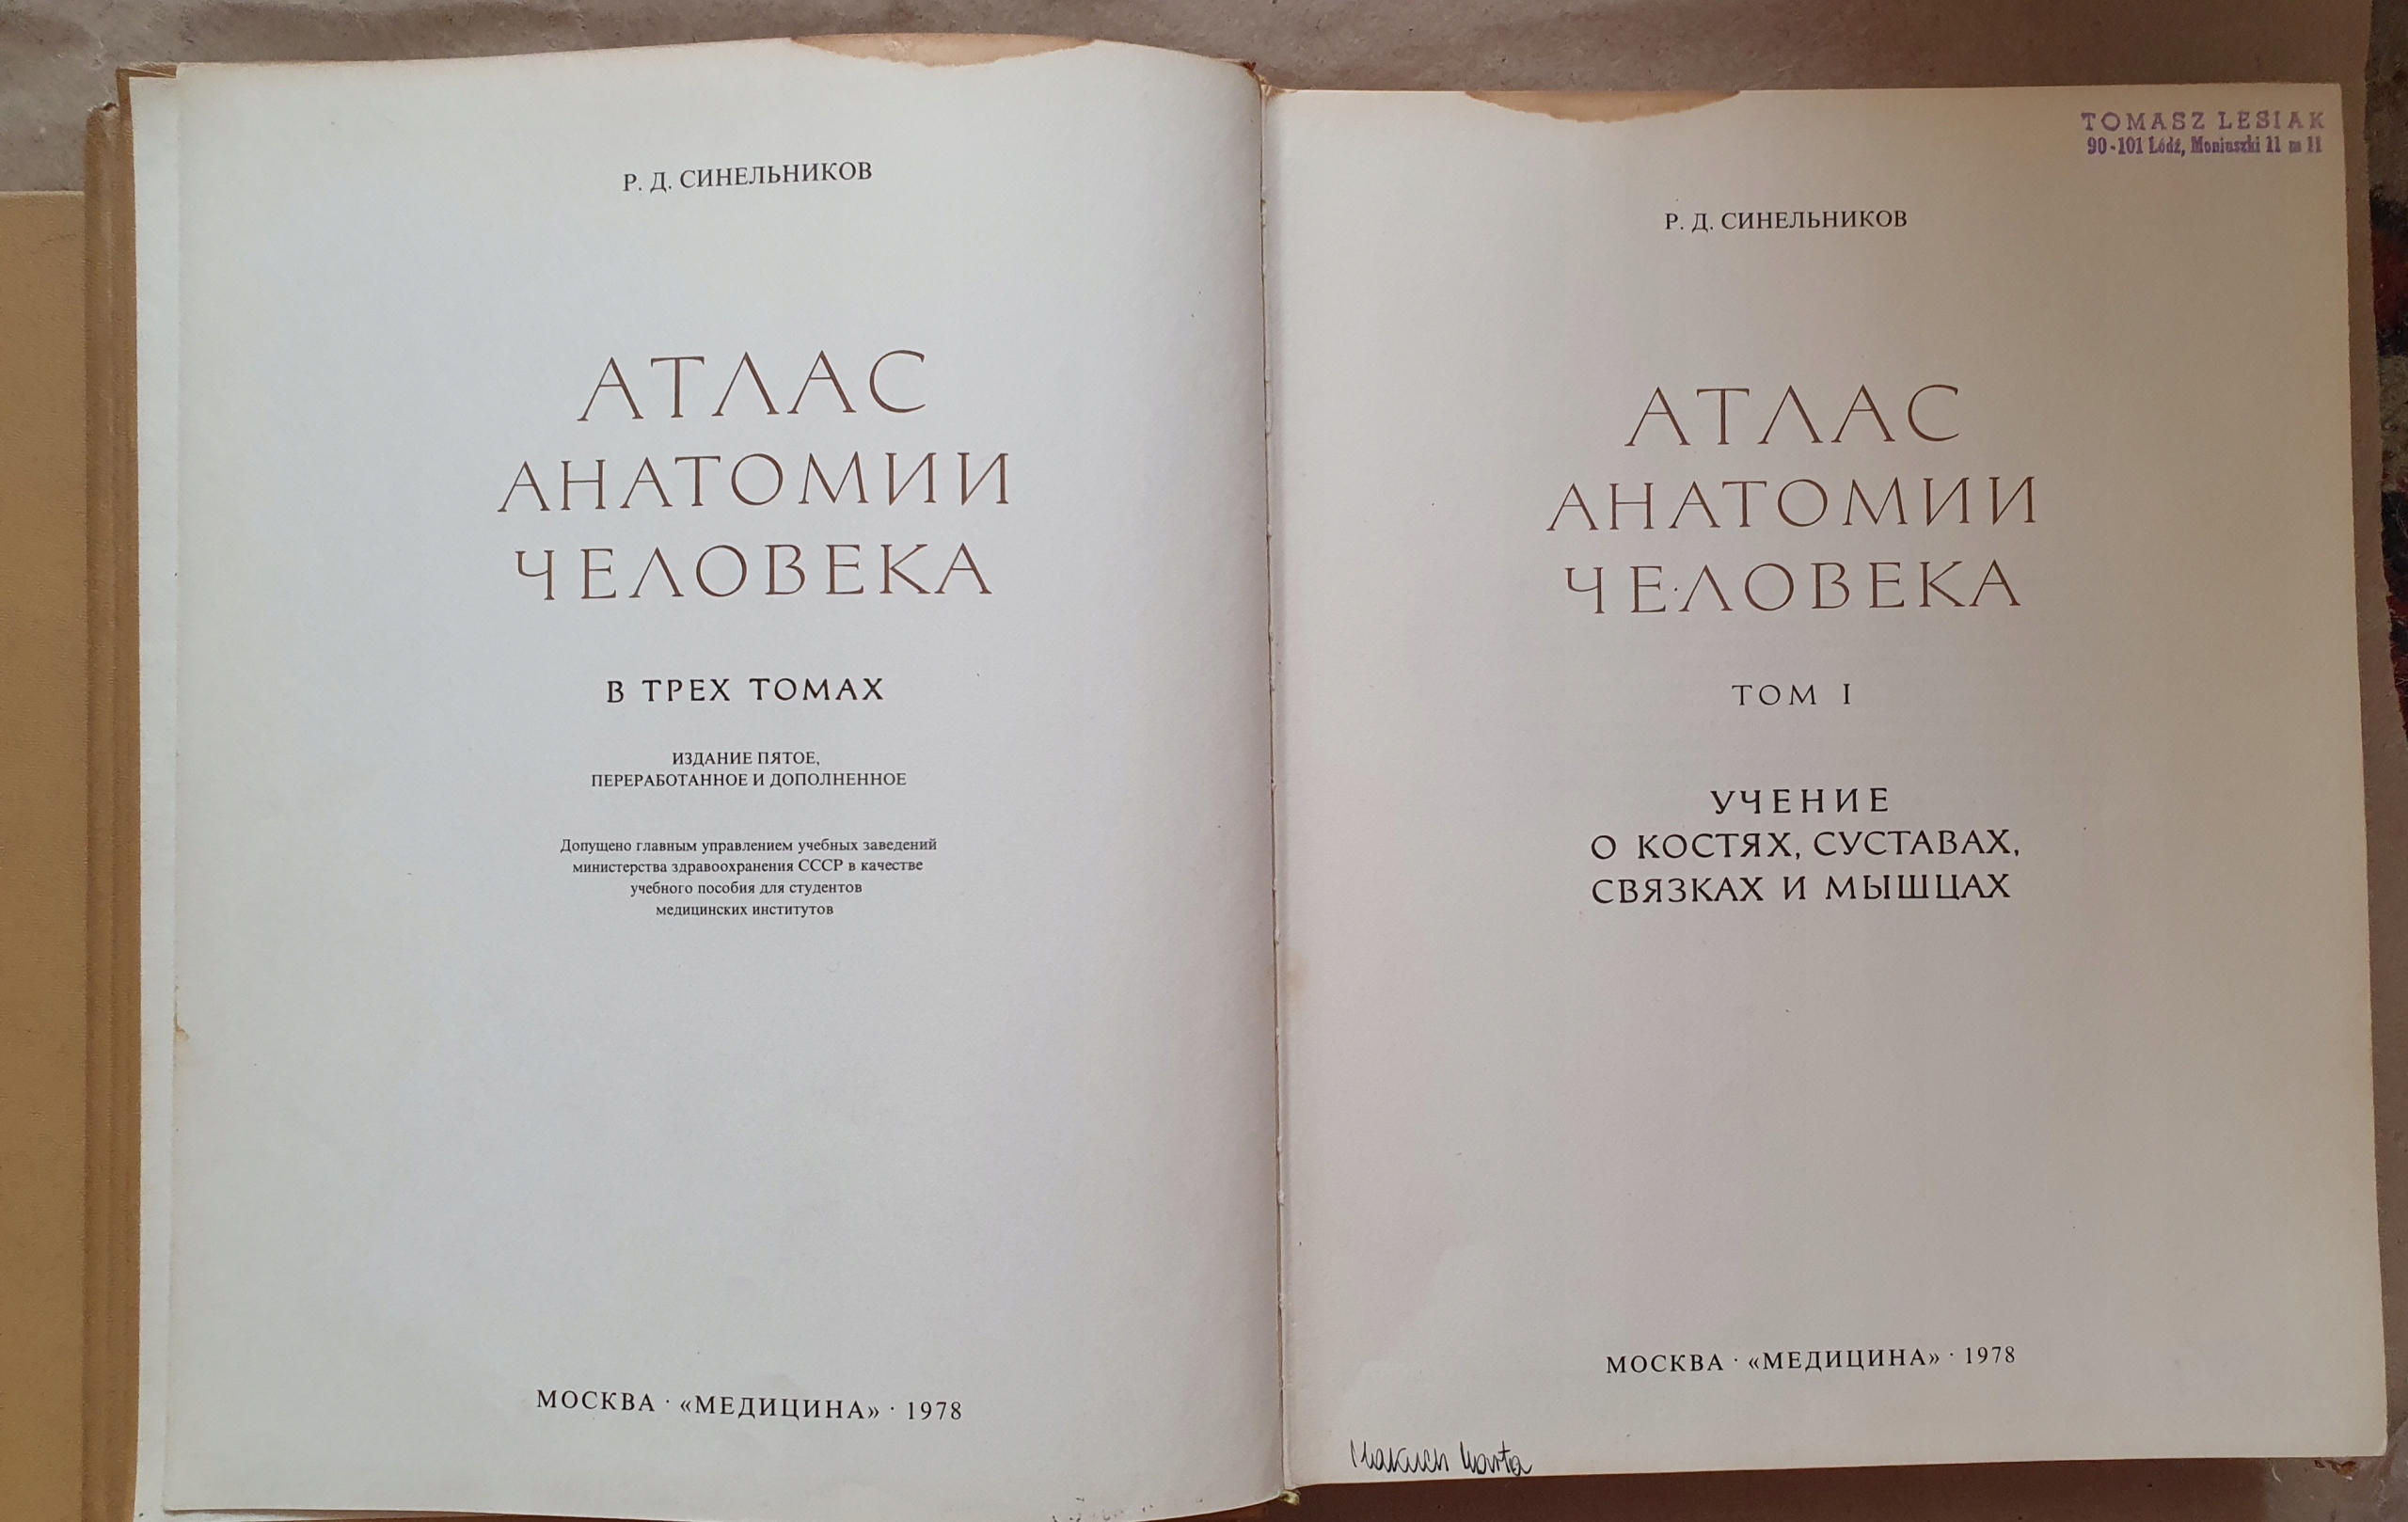 Р. Д. СИНЕЛЬНИКОВ
АТЛАС
АНАТОМИИ
ЧЕЛОВЕКА
В ТРЕХ ТОМАХ
ИЗДАНИЕ ПЯТОЕ,
ПЕРЕРАБОТАННОЕ И ДОПОЛНЕННОЕ
Допущено главным управлением учебных заведений
министерства здравоохранения СССР в качестве
учебного пособия для студентов
медицинских институтов
МОСКВА · «МЕДИЦИНА» · 1978
TOMASZ LESIAK
90-101 Łódź, Moniuszki 11 m 11
Р. Д. СИНЕЛЬНИКОВ
АТЛАС
АНАТОМИИ
ЧЕЛОВЕКА
ТОМ I
УЧЕНИЕ
О КОСТЯХ, СУСТАВАХ,
СВЯЗКАХ И МЫШЦАХ
МОСКВА · «МЕДИЦИНА» · 1978
Marta